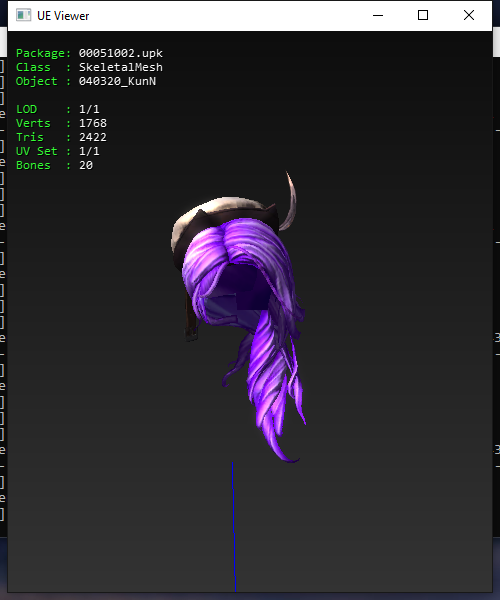 UE Viewer
Package: 00051002.upk
Class : SkeletalMesh
Object : 040320_KunN
LOD : 1/1
Verts : 1768
Tris : 2422
UV Set : 1/1
Bones : 20